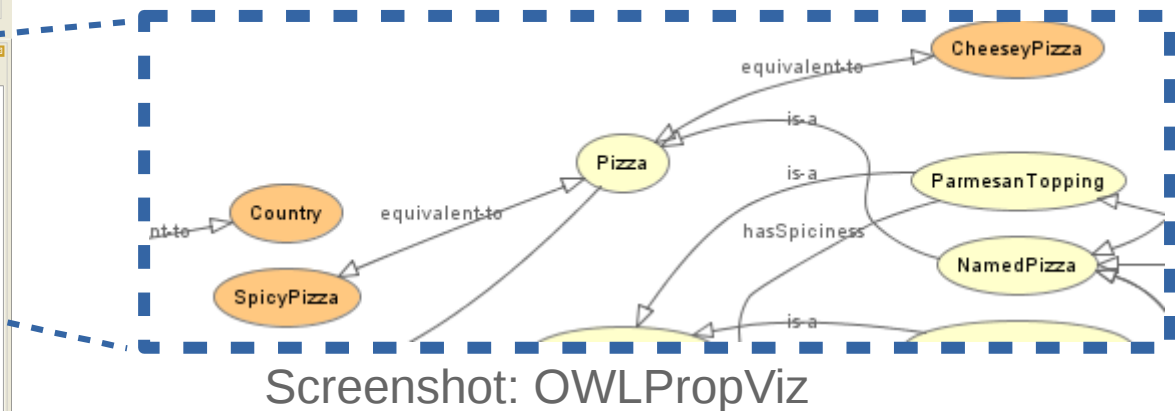 CheeseyPizza
equivalent-to
is-a
Pizza
is-a
ParmesanTopping
Country
equivalent-to
hasSpiciness
nt-to
NamedPizza
SpicyPizza
is-a
Screenshot: OWLPropViz